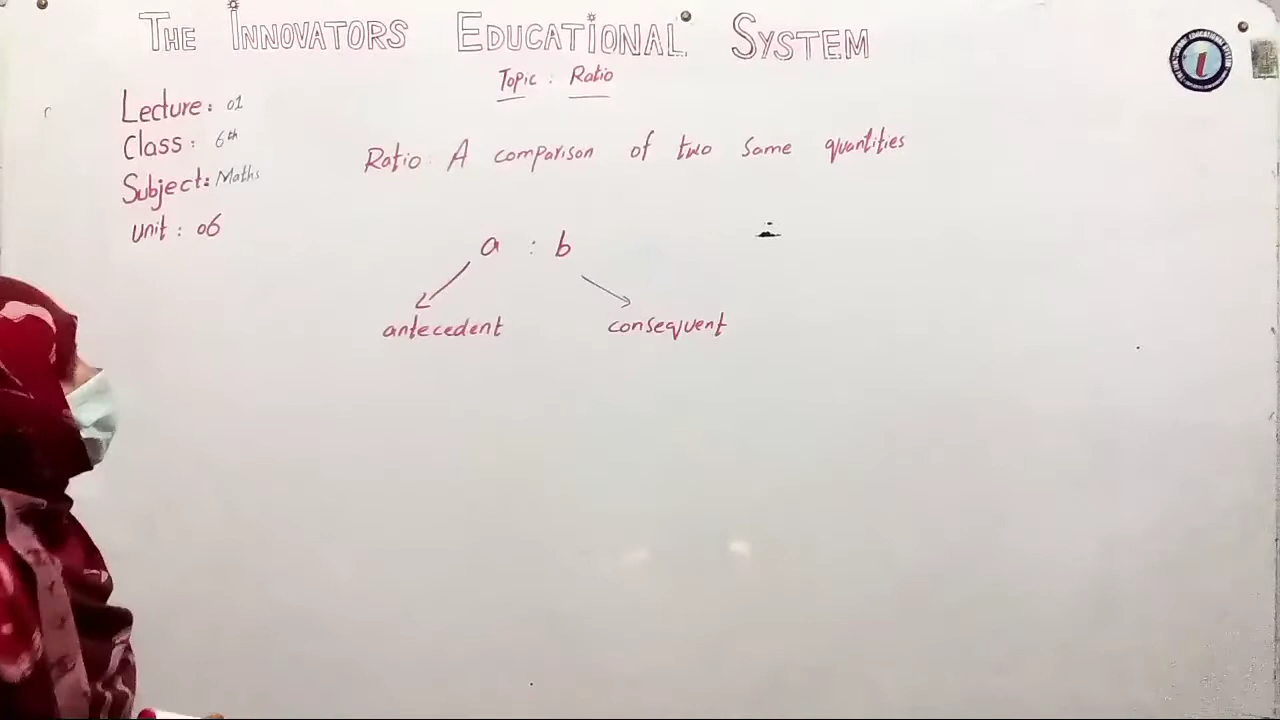 THE INNOVATORS EDUCATIONAL SYSTEM
Topic : Ratio
Lecture : 01
Class : 6th
Subject : Maths
Unit : 06
Ratio. A comparison of two same quantities
a : b
antecedent
consequent